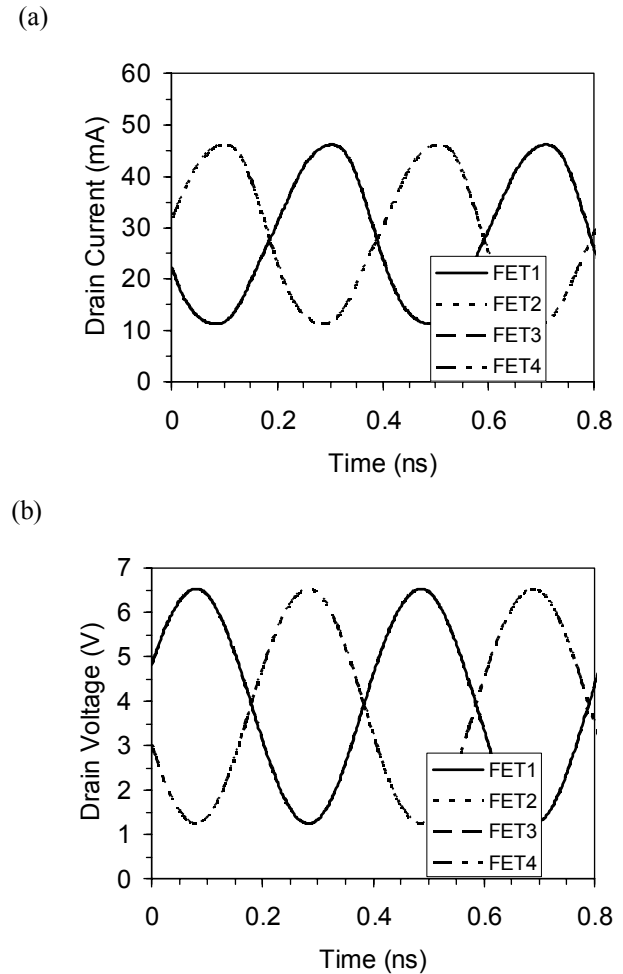 (a)
60
50
40
30
20
10
0
Drain Current (mA)
FET1
FET2
FET3
FET4
0 0.2 0.4 0.6 0.8
Time (ns)
(b)
7
6
5
4
3
2
1
0
Drain Voltage (V)
FET1
FET2
FET3
FET4
0 0.2 0.4 0.6 0.8
Time (ns)